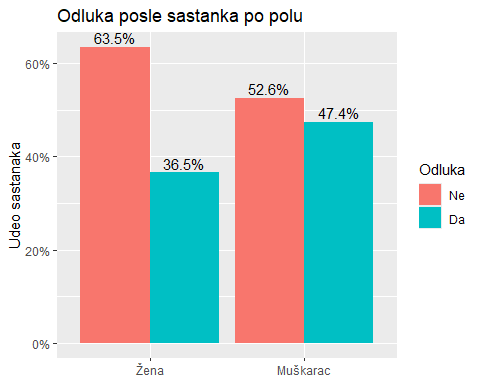 Odluka posle sastanka po polu
63.5%
52.6%
47.4%
36.5%
60%
40%
20%
0%
Udeo sastanaka
Žena
Muškarac
Odluka
Ne
Da